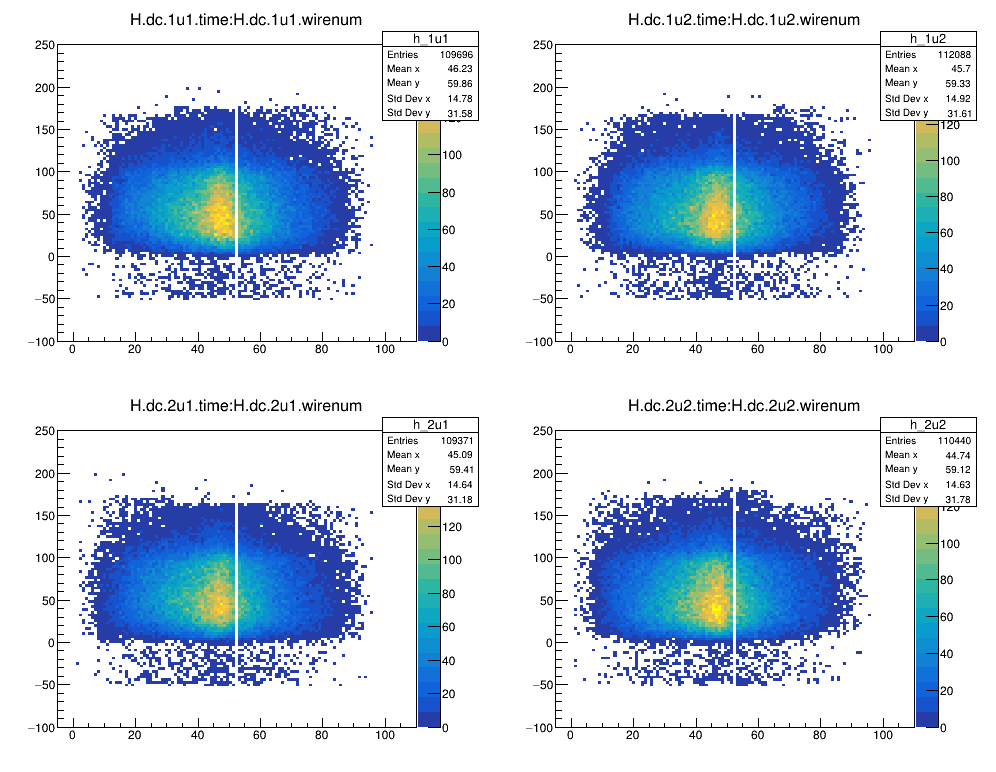 H.dc.1u1.time:H.dc.1u1.wirenum
h_1u1
Entries 109696
Mean x 46.23
Mean y 59.86
Std Dev x 14.78
Std Dev y 31.58
250
200
150
100
50
0
−50
−100
0 20 40 60 80 100
100
80
60
40
20
0
H.dc.1u2.time:H.dc.1u2.wirenum
h_1u2
Entries 112088
Mean x 45.7
Mean y 59.33
Std Dev x 14.92
Std Dev y 31.61
250
200
150
100
50
0
−50
−100
0 20 40 60 80 100
120
100
80
60
40
20
0
H.dc.2u1.time:H.dc.2u1.wirenum
h_2u1
Entries 109371
Mean x 45.09
Mean y 59.41
Std Dev x 14.64
Std Dev y 31.18
250
200
150
100
50
0
−50
−100
0 20 40 60 80 100
120
100
80
60
40
20
0
H.dc.2u2.time:H.dc.2u2.wirenum
h_2u2
Entries 110440
Mean x 44.74
Mean y 59.12
Std Dev x 14.63
Std Dev y 31.78
250
200
150
100
50
0
−50
−100
0 20 40 60 80 100
120
100
80
60
40
20
0